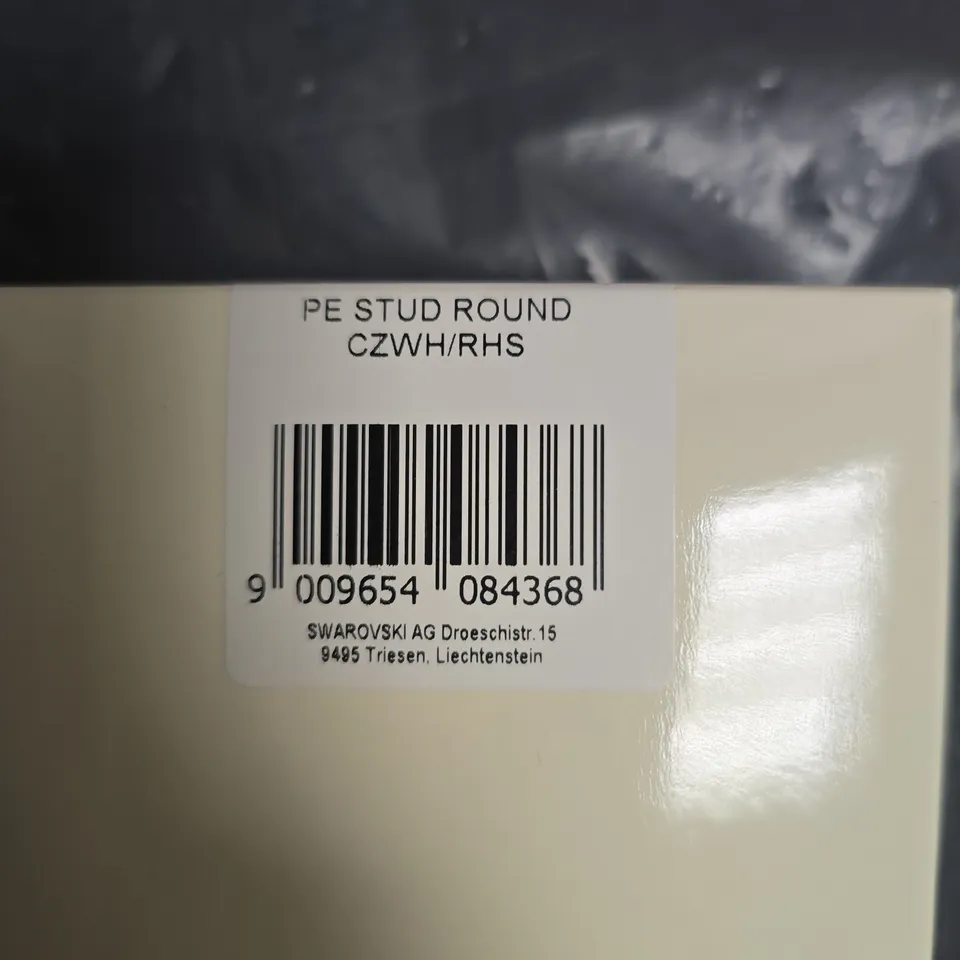 PE STUD ROUND
CZWH/RHS
9 009654 084368
SWAROVSKI AG Droeschistr.15
9495 Triesen, Liechtenstein